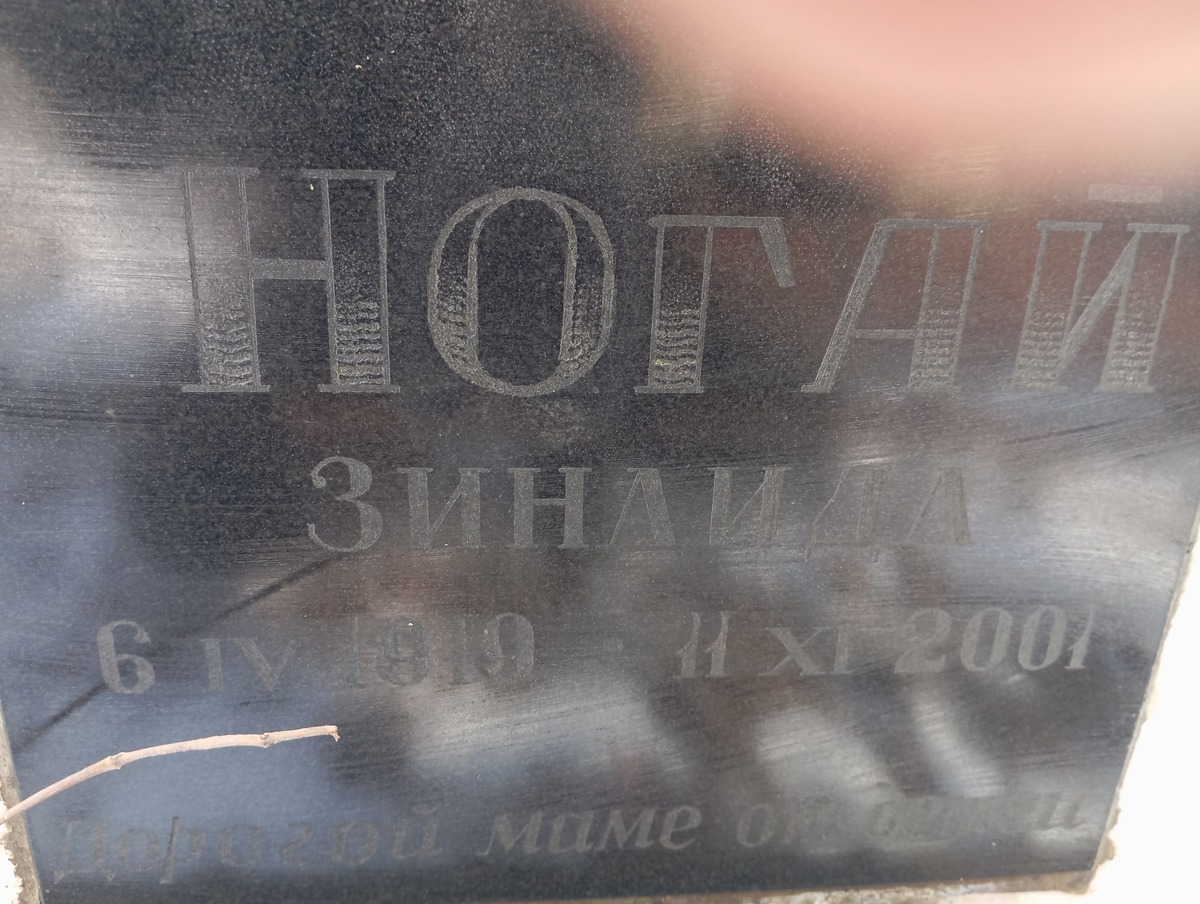 НОГАЙ
ЗИНАИДА
6 IV 1919 · 11 XI 2001
Дорогой маме от